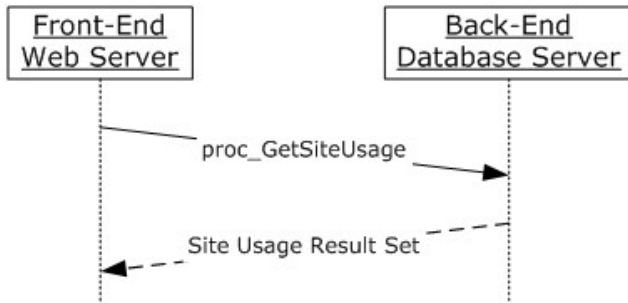 Front-End
Web Server
Back-End
Database Server
proc_GetSiteUsage
Site Usage Result Set